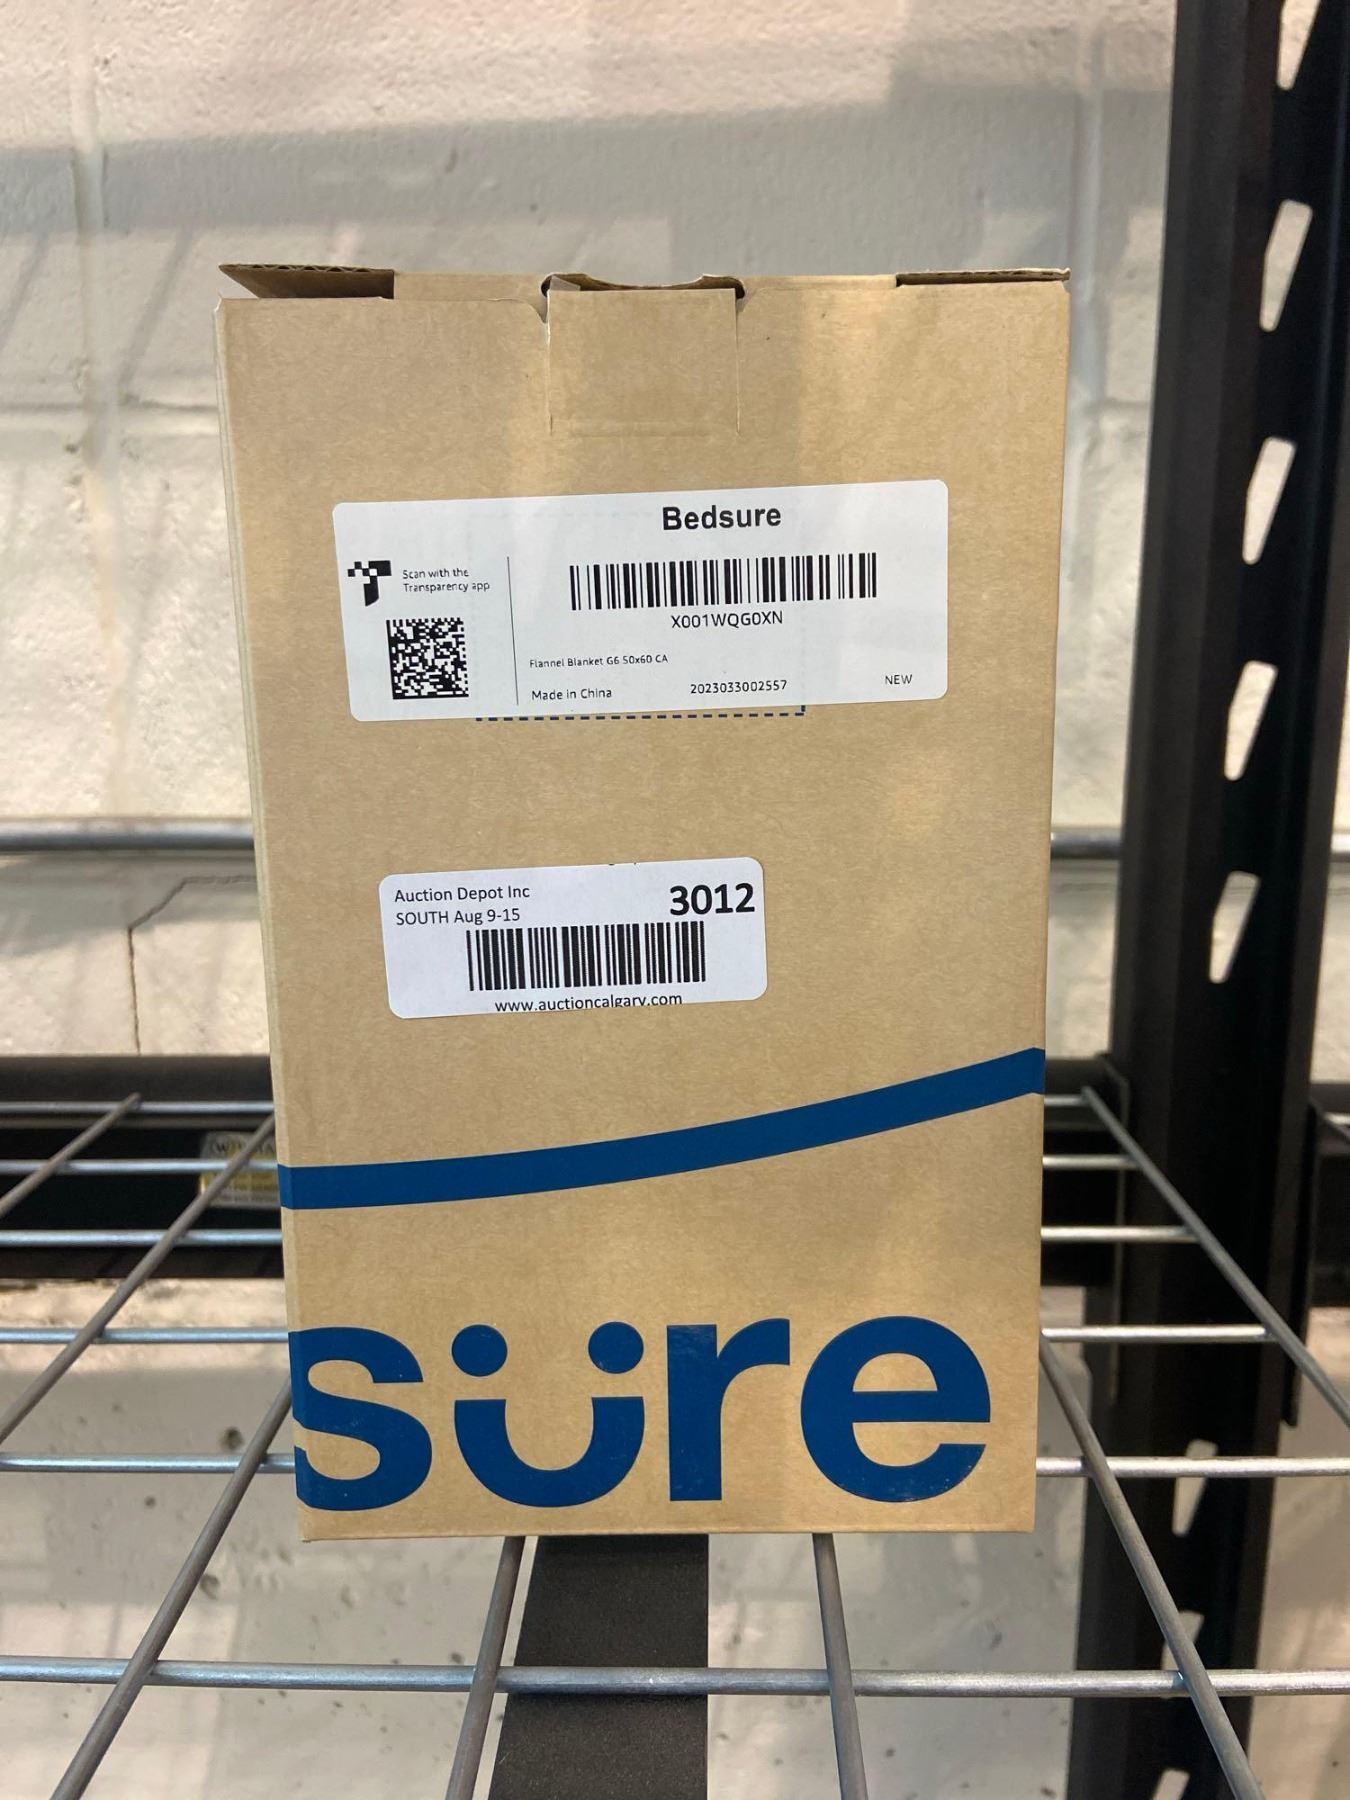 Bedsure
Scan with the
Transparency app
X001WQG0XN
Flannel Blanket G6 50x60 CA
Made in China
2023033002557
NEW
Auction Depot Inc
3012
SOUTH Aug 9-15
www.auctioncalgary.com
süre